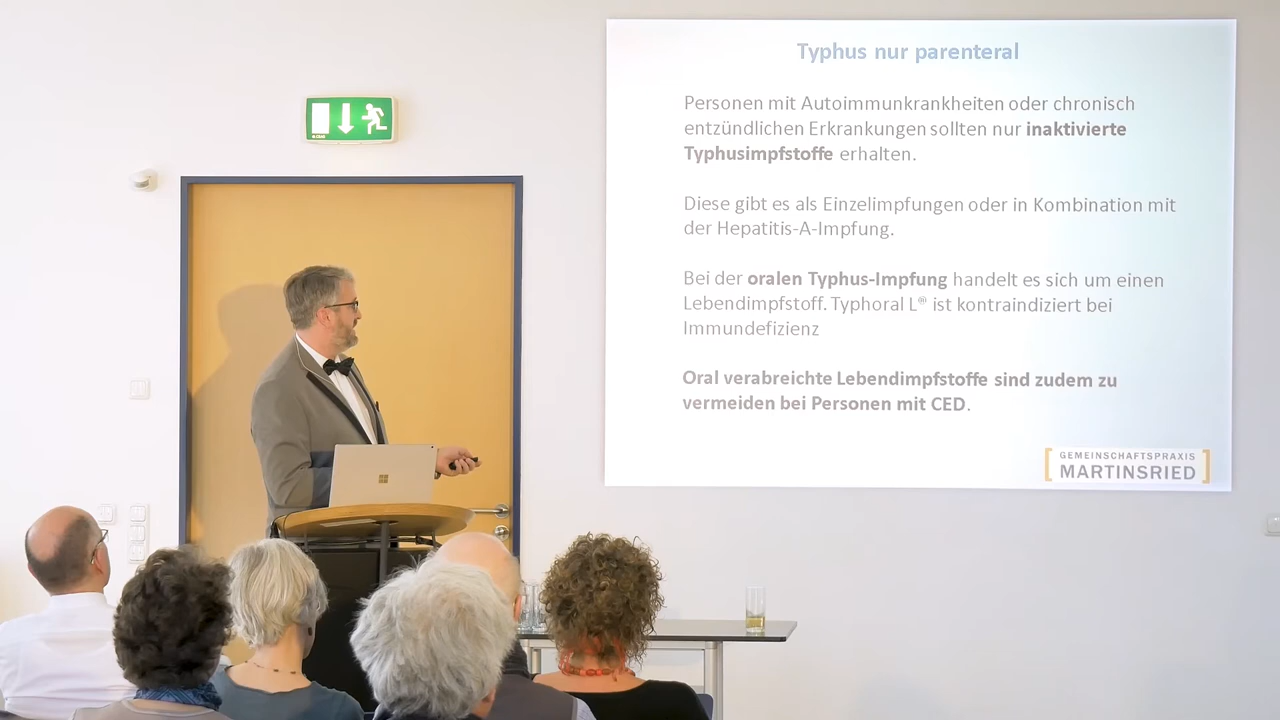 Typhus nur parenteral
Personen mit Autoimmunkrankheiten oder chronisch
entzündlichen Erkrankungen sollten nur inaktivierte
Typhusimpfstoffe erhalten.
Diese gibt es als Einzelimpfungen oder in Kombination mit
der Hepatitis-A-Impfung.
Bei der oralen Typhus-Impfung handelt es sich um einen
Lebendimpfstoff. Typhoral L® ist kontraindiziert bei
Immundefizienz
Oral verabreichte Lebendimpfstoffe sind zudem zu
vermeiden bei Personen mit CED.
GEMEINSCHAFTSPRAXIS
MARTINSRIED